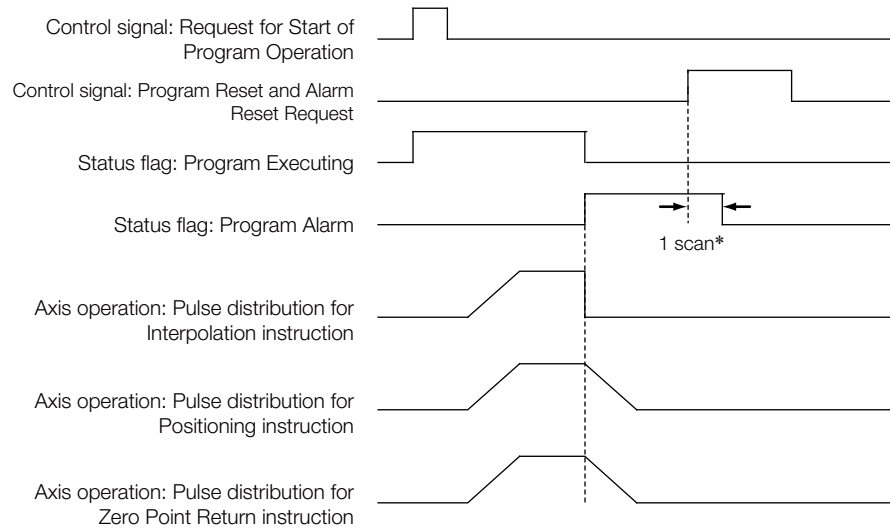 Control signal: Request for Start of
Program Operation
Control signal: Program Reset and Alarm
Reset Request
Status flag: Program Executing
Status flag: Program Alarm
1 scan*
Axis operation: Pulse distribution for
Interpolation instruction
Axis operation: Pulse distribution for
Positioning instruction
Axis operation: Pulse distribution for
Zero Point Return instruction